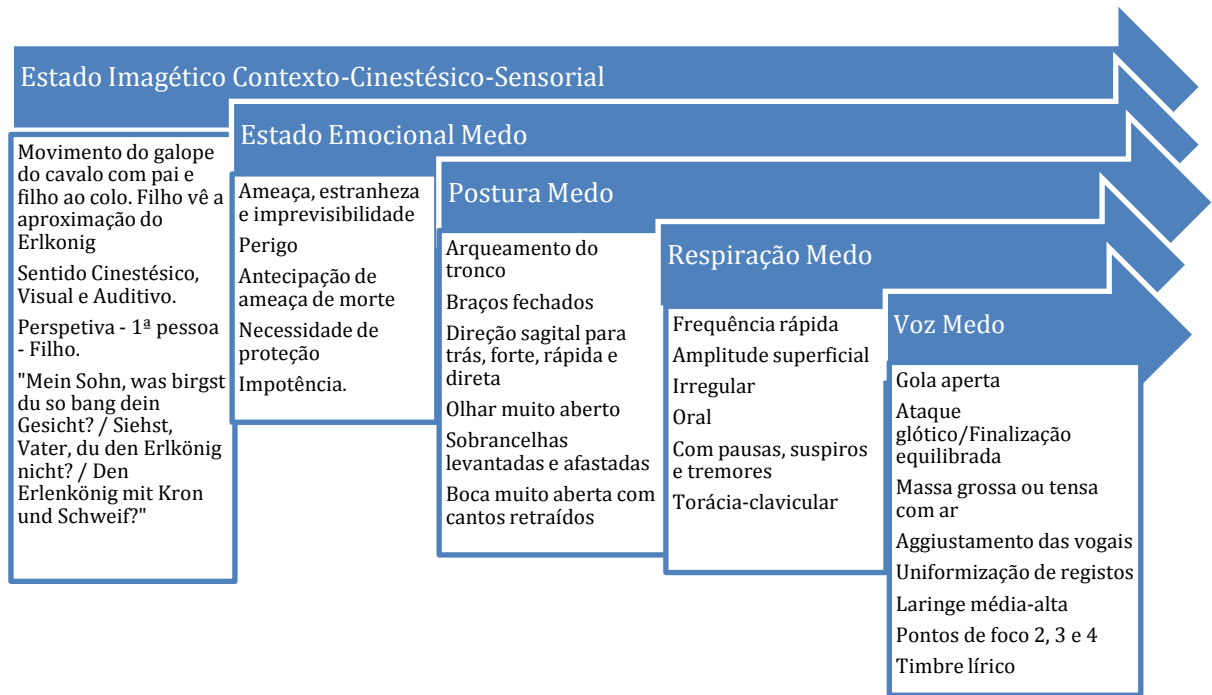 Estado Imagético Contexto-Cinestésico-Sensorial
Movimento do galope
do cavalo com pai e
filho ao colo. Filho vê a
aproximação do
Erlkonig
Sentido Cinestésico,
Visual e Auditivo.
Perspetiva - 1ª pessoa
- Filho.
"Mein Sohn, was birgst
du so bang dein
Gesicht? / Siehst,
Vater, du den Erlkönig
nicht? / Den
Erlenkönig mit Kron
und Schweif?"
Estado Emocional Medo
Ameaça, estranheza
e imprevisibilidade
Perigo
Antecipação de
ameaça de morte
Necessidade de
proteção
Impotência.
Postura Medo
Arqueamento do
tronco
Braços fechados
Direção sagital para
trás, forte, rápida e
direta
Olhar muito aberto
Sobrancelhas
levantadas e afastadas
Boca muito aberta com
cantos retraídos
Respiração Medo
Frequência rápida
Amplitude superficial
Irregular
Oral
Com pausas, suspiros
e tremores
Torácia-clavicular
Voz Medo
Gola aperta
Ataque
glótico/Finalização
equilibrada
Massa grossa ou tensa
com ar
Aggiustamento das vogais
Uniformização de registos
Laringe média-alta
Pontos de foco 2, 3 e 4
Timbre lírico